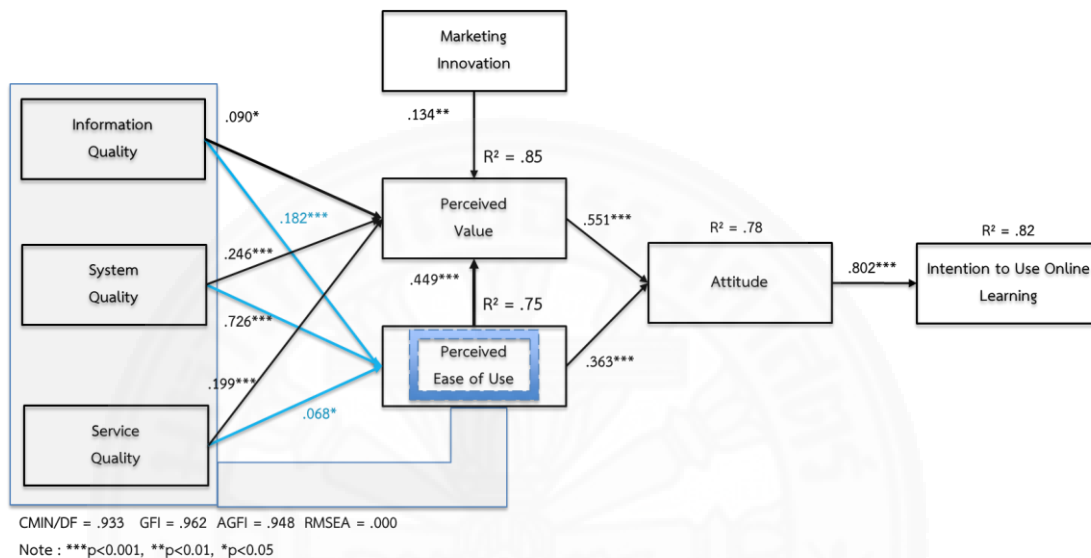 Marketing
Innovation
.134**
Information
Quality
.090*
R² = .85
Perceived
Value
.182***
.551***
R² = .78
R² = .82
System
Quality
.246***
.449***
Attitude
.802***
Intention to Use Online
Learning
R² = .75
.726***
Perceived
Ease of Use
.363***
.199***
.068*
Service
Quality
CMIN/DF = .933 GFI = .962 AGFI = .948 RMSEA = .000
Note : ***p<0.001, **p<0.01, *p<0.05